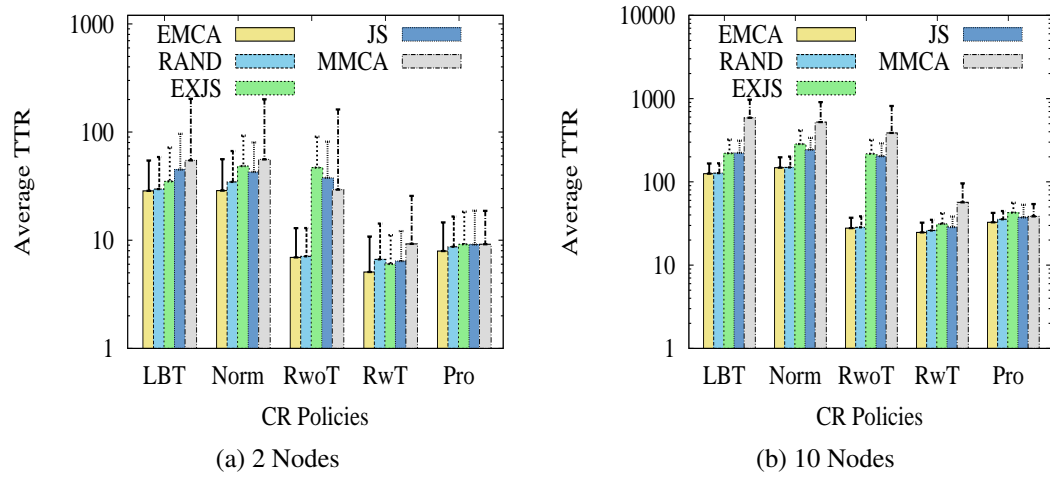 1000
100
10
1
Average TTR
EMCA
RAND
EXJS
JS
MMCA
LBT Norm RwoT RwT Pro
CR Policies
(a) 2 Nodes
10000
1000
100
10
1
Average TTR
EMCA
RAND
EXJS
JS
MMCA
LBT Norm RwoT RwT Pro
CR Policies
(b) 10 Nodes